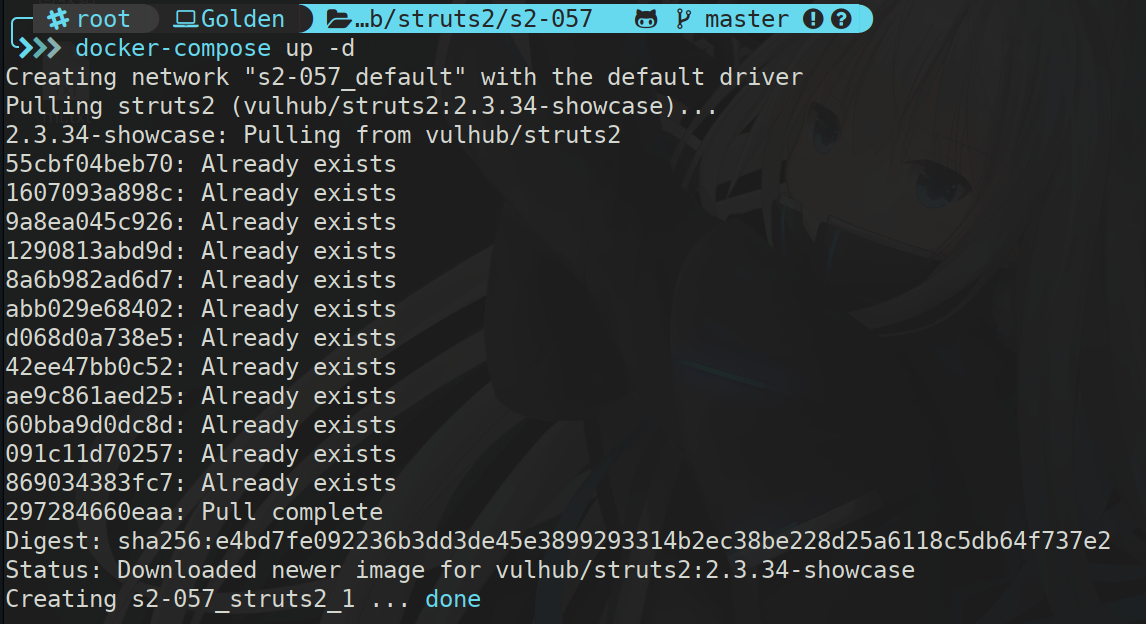 root Golden …b/struts2/s2-057 master
docker-compose up -d
Creating network "s2-057_default" with the default driver
Pulling struts2 (vulhub/struts2:2.3.34-showcase)...
2.3.34-showcase: Pulling from vulhub/struts2
55cbf04beb70: Already exists
1607093a898c: Already exists
9a8ea045c926: Already exists
1290813abd9d: Already exists
8a6b982ad6d7: Already exists
abb029e68402: Already exists
d068d0a738e5: Already exists
42ee47bb0c52: Already exists
ae9c861aed25: Already exists
60bba9d0dc8d: Already exists
091c11d70257: Already exists
869034383fc7: Already exists
297284660eaa: Pull complete
Digest: sha256:e4bd7fe092236b3dd3de45e3899293314b2ec38be228d25a6118c5db64f737e2
Status: Downloaded newer image for vulhub/struts2:2.3.34-showcase
Creating s2-057_struts2_1 ... done